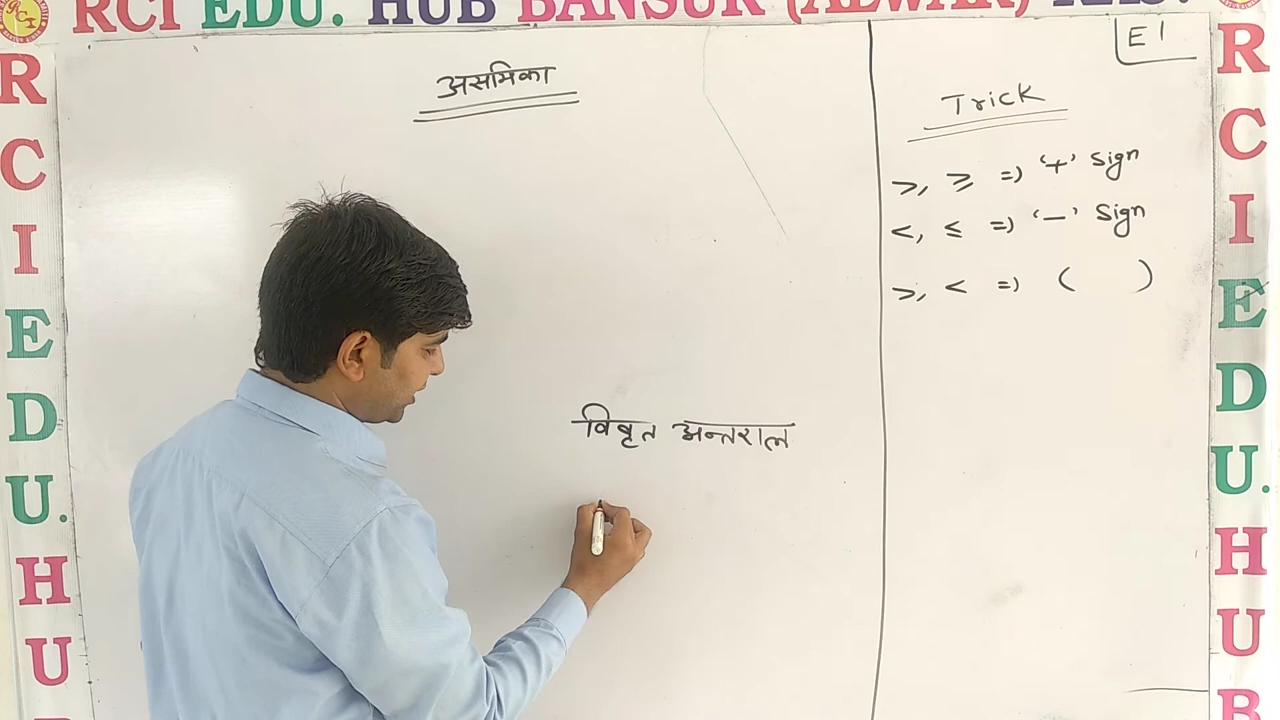 RCI EDU. HUB BANSUR (ALWAR)
असमिका
E1
Trick
>, ≥ => '+' Sign
<, ≤ => '-' Sign
>, < => ( )
विवृत अन्तराल
R
C
I
E
D
U.
H
U
R
C
I
E
D
U.
H
U
B